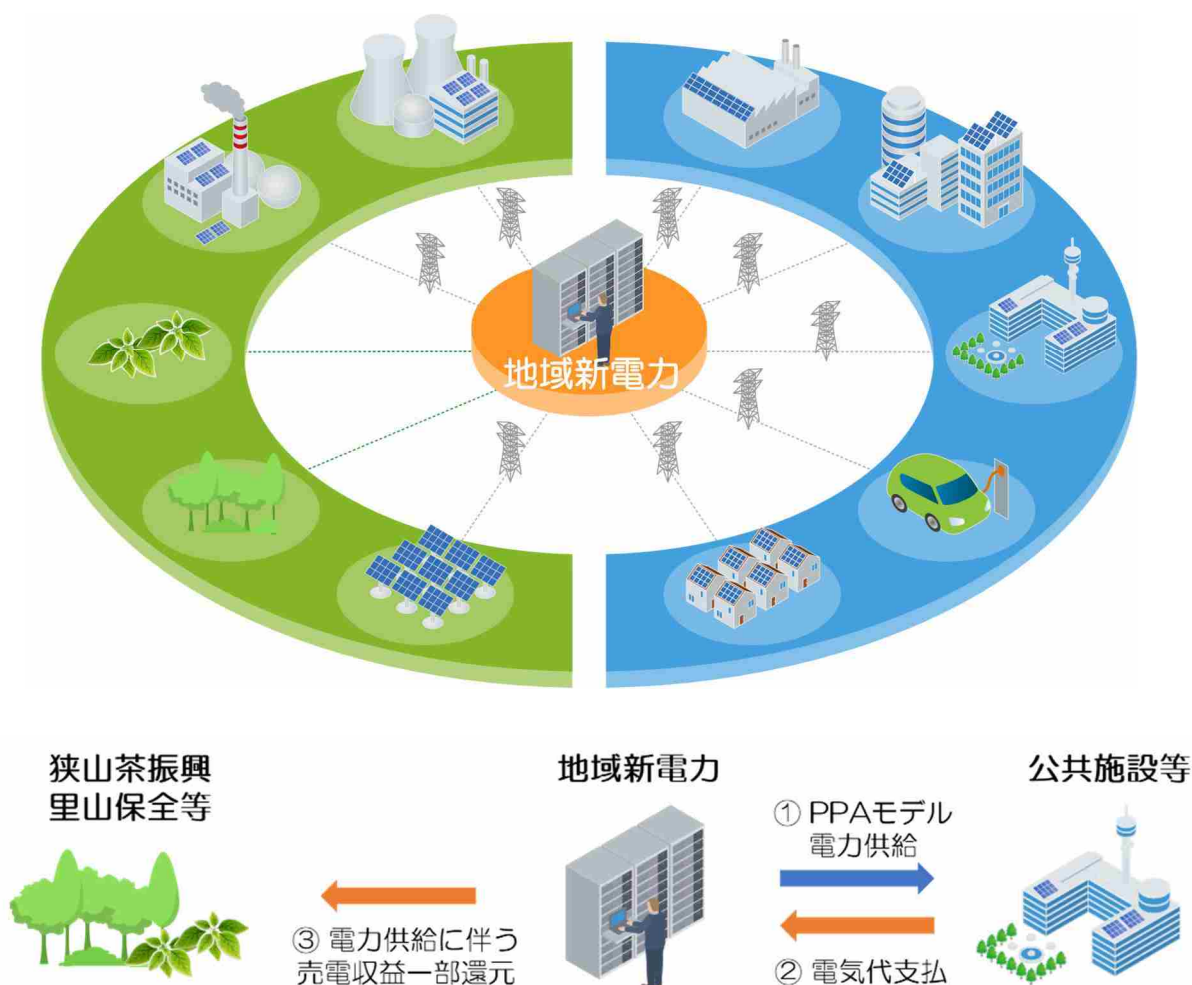 地域新電力
狭山茶振興
里山保全等
地域新電力
公共施設等
① PPAモデル
電力供給
③ 電力供給に伴う
売電収益一部還元
② 電気代支払